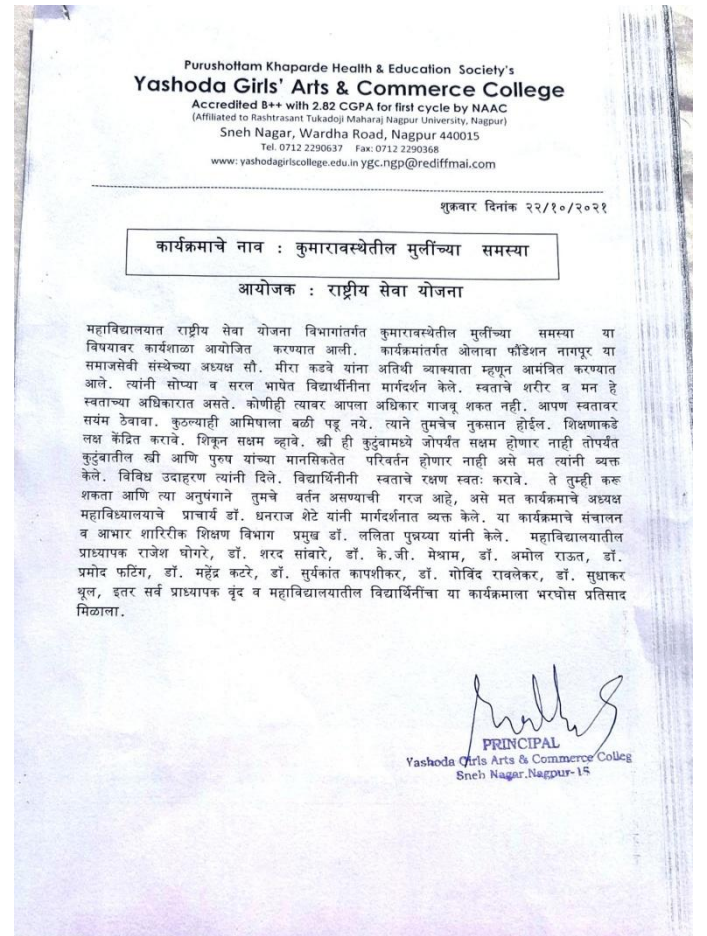 Purushottam Khaparde Health & Education Society's
Yashoda Girls' Arts & Commerce College
Accredited B++ with 2.82 CGPA for first cycle by NAAC
(Affiliated to Rashtrasant Tukadoji Maharaj Nagpur University, Nagpur)
Sneh Nagar, Wardha Road, Nagpur 440015
Tel. 0712 2290637 Fax: 0712 2290368
www: yashodagirlscollege.edu.in ygc.ngp@rediffmai.com
शुक्रवार दिनांक २२/१०/२०२१
कार्यक्रमाचे नाव : कुमारावस्थेतील मुलींच्या समस्या
आयोजक : राष्ट्रीय सेवा योजना
महाविद्यालयात राष्ट्रीय सेवा योजना विभागांतर्गत कुमारावस्थेतील मुलींच्या समस्या या
विषयावर कार्यशाळा आयोजित करण्यात आली. कार्यक्रमांतर्गत ओलावा फौंडेशन नागपुर या
समाजसेवी संस्थेच्या अध्यक्ष सौ. मीरा कडवे यांना अतिथी व्याक्याता म्हणून आमंत्रित करण्यात
आले. त्यांनी सोप्या व सरल भाषेत विद्यार्थीनीना मार्गदर्शन केले. स्वताचे शरीर व मन हे
स्वताच्या अधिकारात असते. कोणीही त्यावर आपला अधिकार गाजवू शकत नही. आपण स्वतावर
सयंम ठेवावा. कुठल्याही आमिषाला बळी पडू नये. त्याने तुमचेच नुकसान होईल. शिक्षणाकडे
लक्ष केंद्रित करावे. शिकून सक्षम व्हावे. स्री ही कुटुंबामध्ये जोपर्यंत सक्षम होणार नाही तोपर्यंत
कुटुंबातील स्री आणि पुरुष यांच्या मानसिकतेत परिवर्तन होणार नाही असे मत त्यांनी व्यक्त
केले. विविध उदाहरण त्यांनी दिले. विद्यार्थिनीनी स्वताचे रक्षण स्वतः करावे. ते तुम्ही करू
शकता आणि त्या अनुषंगाने तुमचे वर्तन असण्याची गरज आहे, असे मत कार्यक्रमाचे अध्यक्ष
महाविध्यालयाचे प्राचार्य डॉ. धनराज शेटे यांनी मार्गदर्शनात व्यक्त केले. या कार्यक्रमाचे संचालन
व आभार शारिरीक शिक्षण विभाग प्रमुख डॉ. ललिता पुन्नय्या यांनी केले. महाविद्यालयातील
प्राध्यापक राजेश घोगरे, डॉ. शरद सांबारे, डॉ. के.जी. मेश्राम, डॉ. अमोल राऊत, डॉ.
प्रमोद फटिंग, डॉ. महेंद्र कटरे, डॉ. सुर्यकांत कापशीकर, डॉ. गोविंद रावलेकर, डॉ. सुधाकर
थूल, इतर सर्व प्राध्यापक वृंद व महाविद्यालयातील विद्यार्थिनींचा या कार्यक्रमाला भरघोस प्रतिसाद
मिळाला.
PRINCIPAL
Yashoda Girls Arts & Commerce Colleg
Sneh Nagar,Nagpur-15